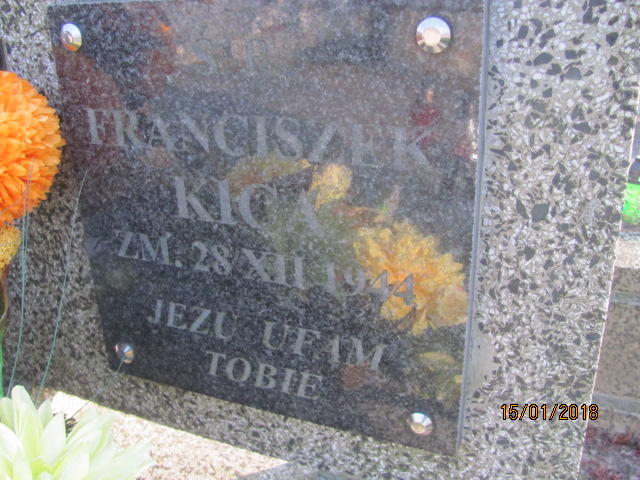 Ś.P.
FRANCISZEK
KICA
ZM. 28 XII 1944
JEZU UFAM
TOBIE
15/01/2018